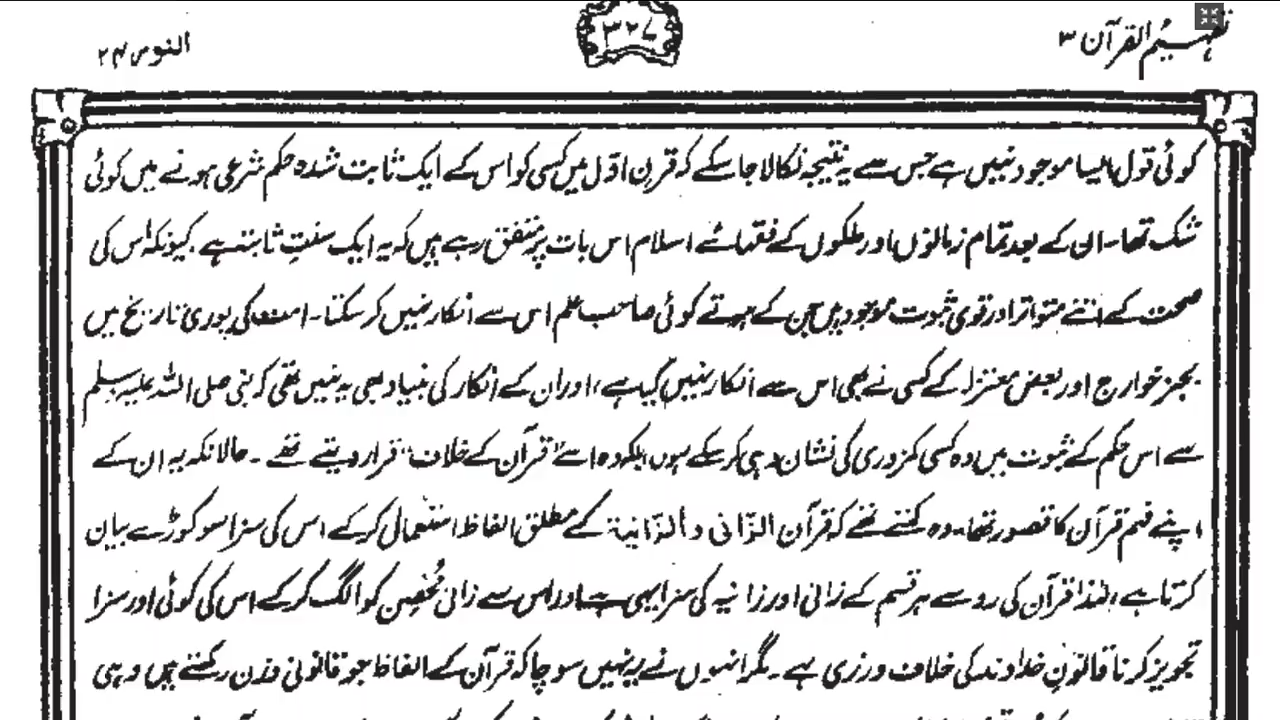 تفہیم القرآن ۳
۳۲۷
النور ۲۴
کوئی قول ایسا موجود نہیں ہے جس سے یہ نتیجہ نکالا جا سکے کہ قرنِ اوّل میں کسی کو اس کے ایک ثابت شدہ حکم شرعی ہونے میں کوئی
شک تھا۔ ان کے بعد تمام زمانوں اور ملکوں کے فقہائے اسلام اس بات پر متفق رہے ہیں کہ یہ ایک سنتِ ثابتہ ہے کیونکہ اس کی
صحت کے اتنے متواتر اور قوی ثبوت موجود ہیں جن کے ہوتے کوئی صاحب علم اس سے انکار نہیں کر سکتا۔ امت کی پوری تاریخ میں
بجز خوارج اور بعض معتزلہ کے کسی نے بھی اس سے انکار نہیں کیا ہے، اور ان کے انکار کی بنیاد بھی یہ نہیں تھی کہ نبی صلی اللہ علیہ وسلم
سے اس حکم کے ثبوت میں وہ کسی کمزوری کی نشان دہی کر سکے ہوں بلکہ وہ اسے ”قرآن کے خلاف“ قرار دیتے تھے ۔ حالانکہ یہ ان کے
اپنے فہم قرآن کا قصور تھا۔ وہ کہتے تھے کہ قرآن الزّانی والزّانیۃ کے مطلق الفاظ استعمال کر کے اس کی سزا سو کوڑے بیان
کرتا ہے، لہٰذا قرآن کی رو سے ہر قسم کے زانی اور زانیہ کی سزا یہی ہے اور اس سے زانی مُحْصِن کو الگ کر کے اس کی کوئی اور سزا
تجویز کرنا قانونِ خداوندی کی خلاف ورزی ہے ۔ مگر انہوں نے یہ نہیں سوچا کہ قرآن کے الفاظ جو قانونی وزن رکھتے ہیں وہی